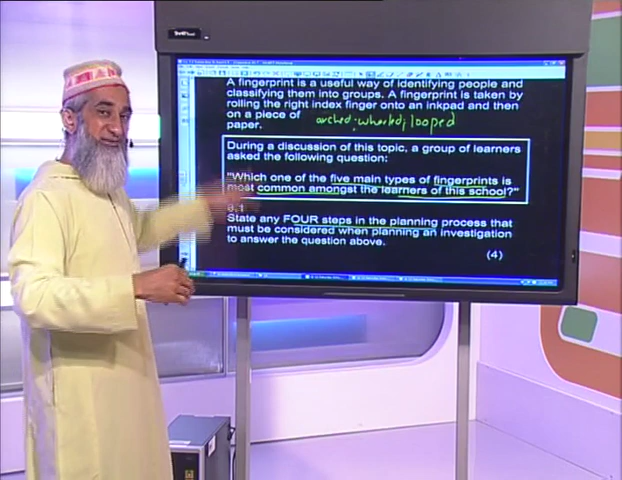 A fingerprint is a useful way of identifying people and
classifying them into groups. A fingerprint is taken by
rolling the right index finger onto an inkpad and then
on a piece of
arched; whorled; looped
paper.
During a discussion of this topic, a group of learners
asked the following question:
"Which one of the five main types of fingerprints is
most common amongst the learners of this school?"
8.1
State any FOUR steps in the planning process that
must be considered when planning an investigation
to answer the question above.
(4)